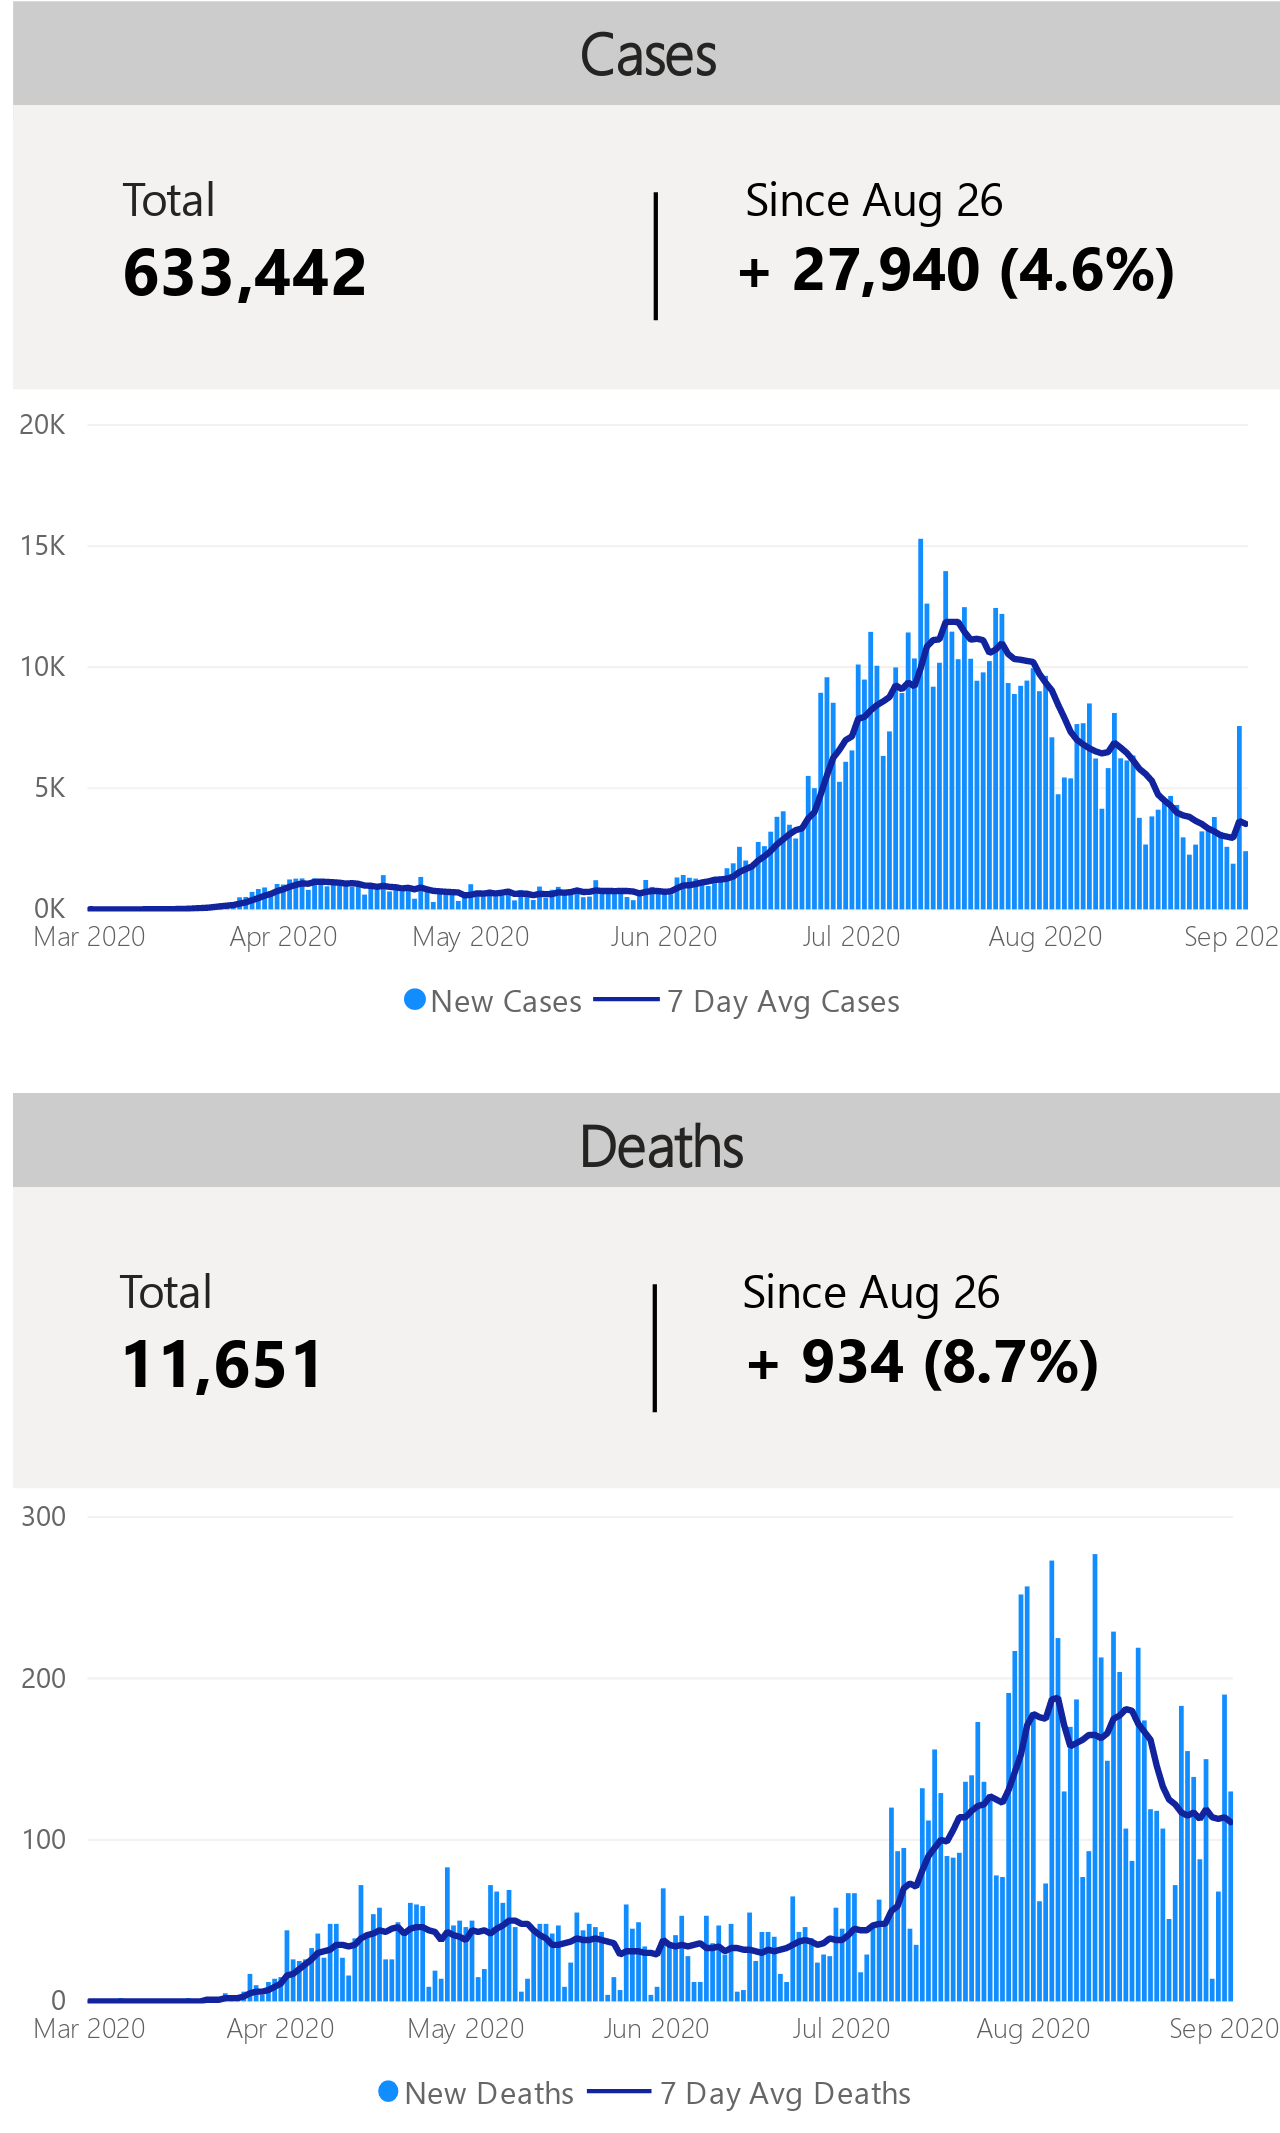 Cases
Total
Since Aug 26
633,442
+ 27,940 (4.6%)
20K
15K
10K
5K
0K
Mar 2020 Apr 2020 May 2020 Jun 2020 Jul 2020 Aug 2020 Sep 202
New Cases 7 Day Avg Cases
Deaths
Total
Since Aug 26
11,651
+ 934 (8.7%)
300
200
100
0
Mar 2020 Apr 2020 May 2020 Jun 2020 Jul 2020 Aug 2020 Sep 2020
New Deaths 7 Day Avg Deaths